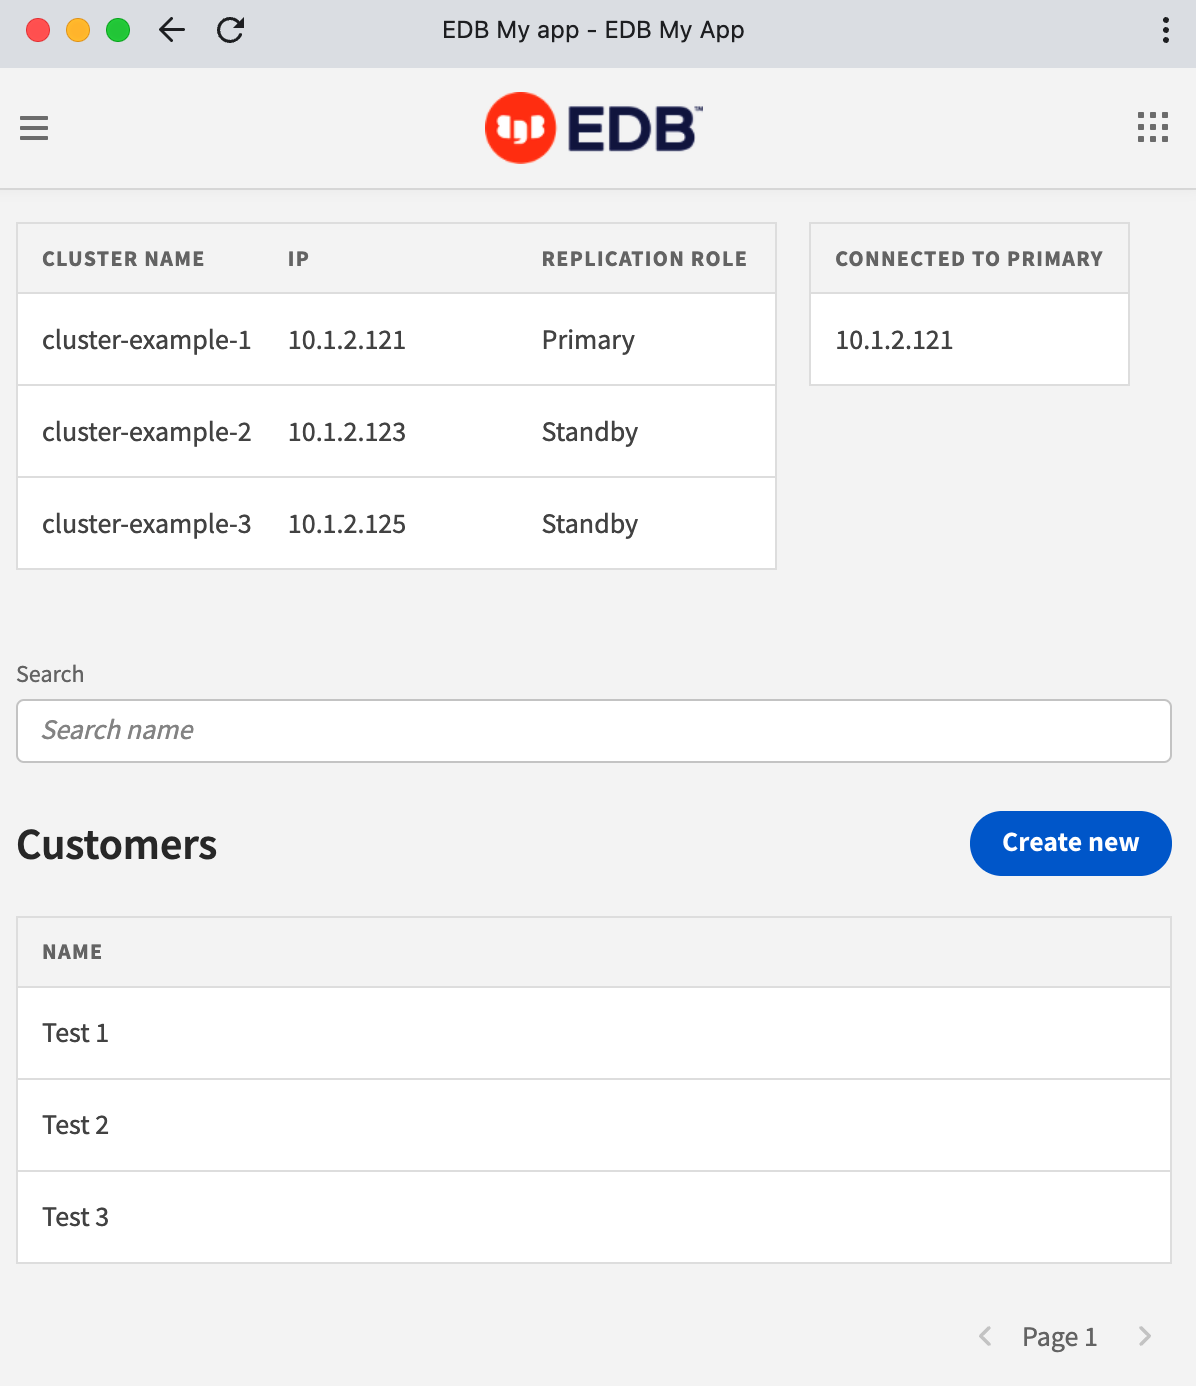 EDB My app - EDB My App
EDB™
CLUSTER NAME IP REPLICATION ROLE
cluster-example-1 10.1.2.121 Primary
cluster-example-2 10.1.2.123 Standby
cluster-example-3 10.1.2.125 Standby
CONNECTED TO PRIMARY
10.1.2.121
Search
Search name
Customers
Create new
NAME
Test 1
Test 2
Test 3
Page 1